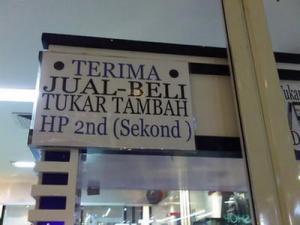 • TERIMA •
JUAL-BELI
TUKAR TAMBAH
HP 2nd (Sekond )